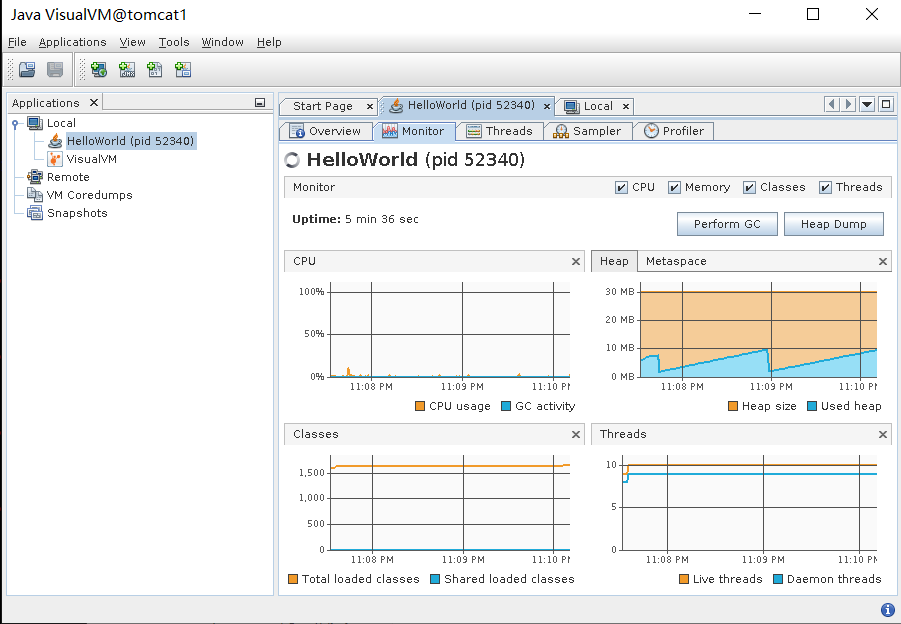 Java VisualVM@tomcat1
File Applications View Tools Window Help
Applications
Local
HelloWorld (pid 52340)
VisualVM
Remote
VM Coredumps
Snapshots
Start Page HelloWorld (pid 52340) Local
Overview Monitor Threads Sampler Profiler
HelloWorld (pid 52340)
Monitor CPU Memory Classes Threads
Uptime: 5 min 36 sec
Perform GC Heap Dump
CPU
100%
50%
0%
11:08 PM 11:09 PM 11:10 PM
CPU usage GC activity
Heap Metaspace
30 MB
20 MB
10 MB
0 MB
11:08 PM 11:09 PM 11:10 PM
Heap size Used heap
Classes
1,500
1,000
500
0
11:08 PM 11:09 PM 11:10 PM
Total loaded classes Shared loaded classes
Threads
10
5
0
11:08 PM 11:09 PM 11:10 PM
Live threads Daemon threads